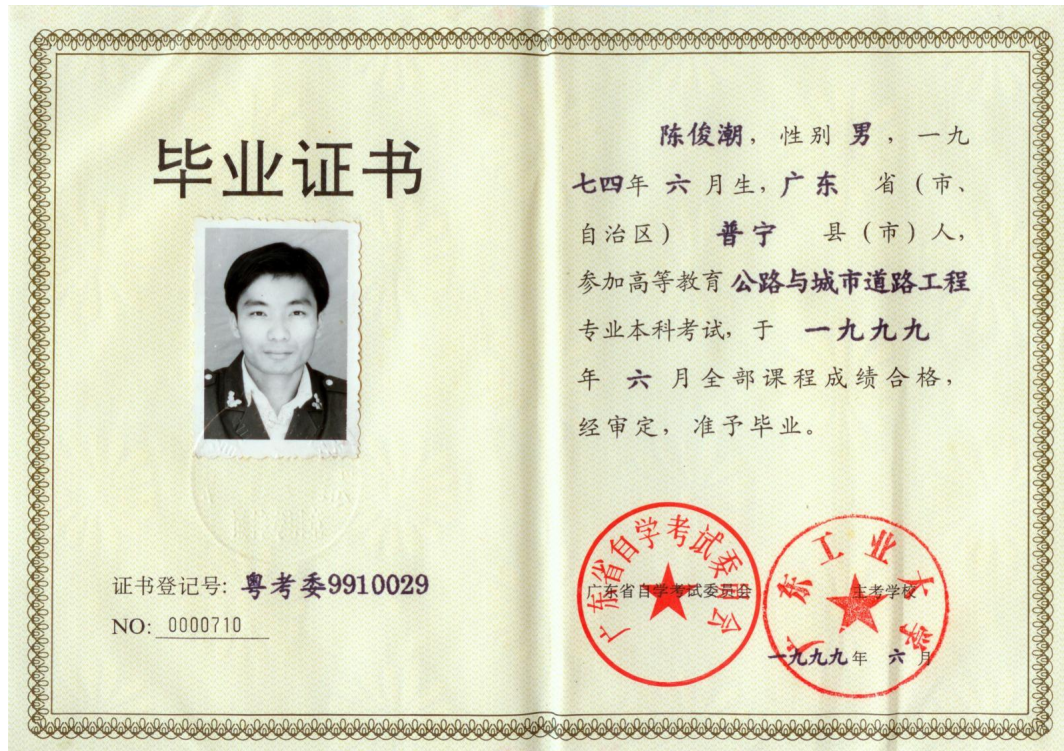 毕业证书
证书登记号: 粤考委9910029
NO: 0000710
陈俊潮, 性别 男, 一九
七四年 六 月生, 广东 省(市、
自治区) 普宁 县(市)人,
参加高等教育公路与城市道路工程
专业本科考试, 于 一九九九
年 六 月全部课程成绩合格,
经审定, 准予毕业。
广东省自学考试委员会
广东省自学考试委员会
广东工业大学
主考学校
一九九九年 六 月